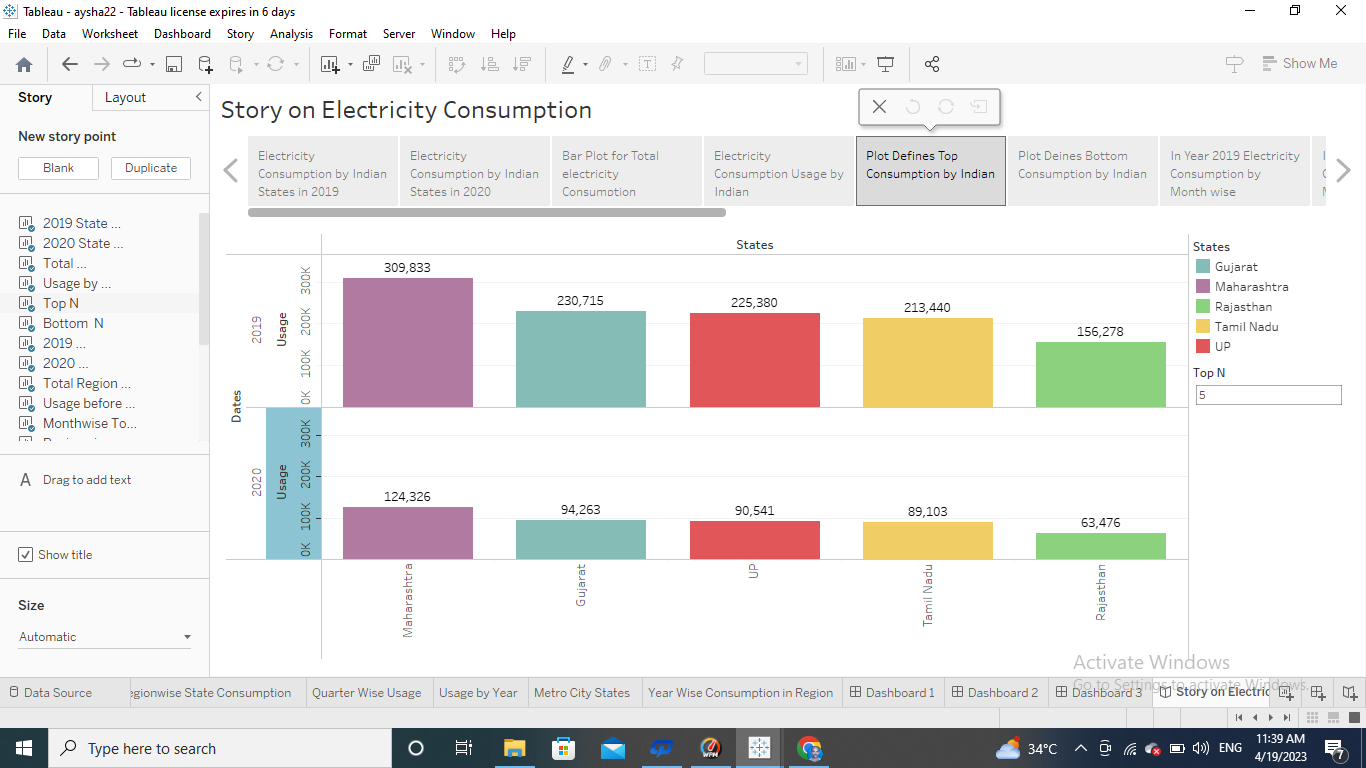 Tableau - aysha22 - Tableau license expires in 6 days
File Data Worksheet Dashboard Story Analysis Format Server Window Help
Show Me
Story Layout
New story point
Blank Duplicate
2019 State ...
2020 State ...
Total ...
Usage by ...
Top N
Bottom N
2019 ...
2020 ...
Total Region ...
Usage before ...
Monthwise To...
A Drag to add text
Show title
Size
Automatic
Story on Electricity Consumption
Electricity
Consumption by Indian
States in 2019
Electricity
Consumption by Indian
States in 2020
Bar Plot for Total
electricity
Consumption
Electricity
Consumption Usage by
Indian
Plot Defines Top
Consumption by Indian
Plot Deines Bottom
Consumption by Indian
In Year 2019 Electricity
Consumption by
Month wise
States
Dates
2019
Usage
300K
200K
100K
0K
309,833
230,715
225,380
213,440
156,278
2020
Usage
300K
200K
100K
0K
124,326
94,263
90,541
89,103
63,476
Maharashtra
Gujarat
UP
Tamil Nadu
Rajasthan
States
Gujarat
Maharashtra
Rajasthan
Tamil Nadu
UP
Top N
5
Activate Windows
Go to Settings to activate Windows.
Data Source
egionwise State Consumption
Quarter Wise Usage
Usage by Year
Metro City States
Year Wise Consumption in Region
Dashboard 1
Dashboard 2
Dashboard 3
Story on Electric
Type here to search
WPM
34°C
ENG
11:39 AM
4/19/2023
7